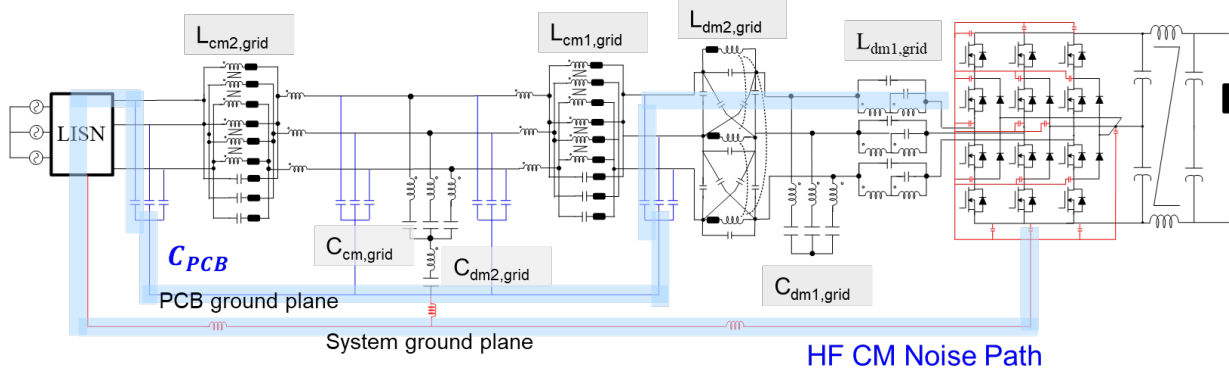 L_cm2,grid
L_cm1,grid
L_dm2,grid
L_dm1,grid
LISN
C_cm,grid
C_PCB
C_dm2,grid
C_dm1,grid
PCB ground plane
System ground plane
HF CM Noise Path